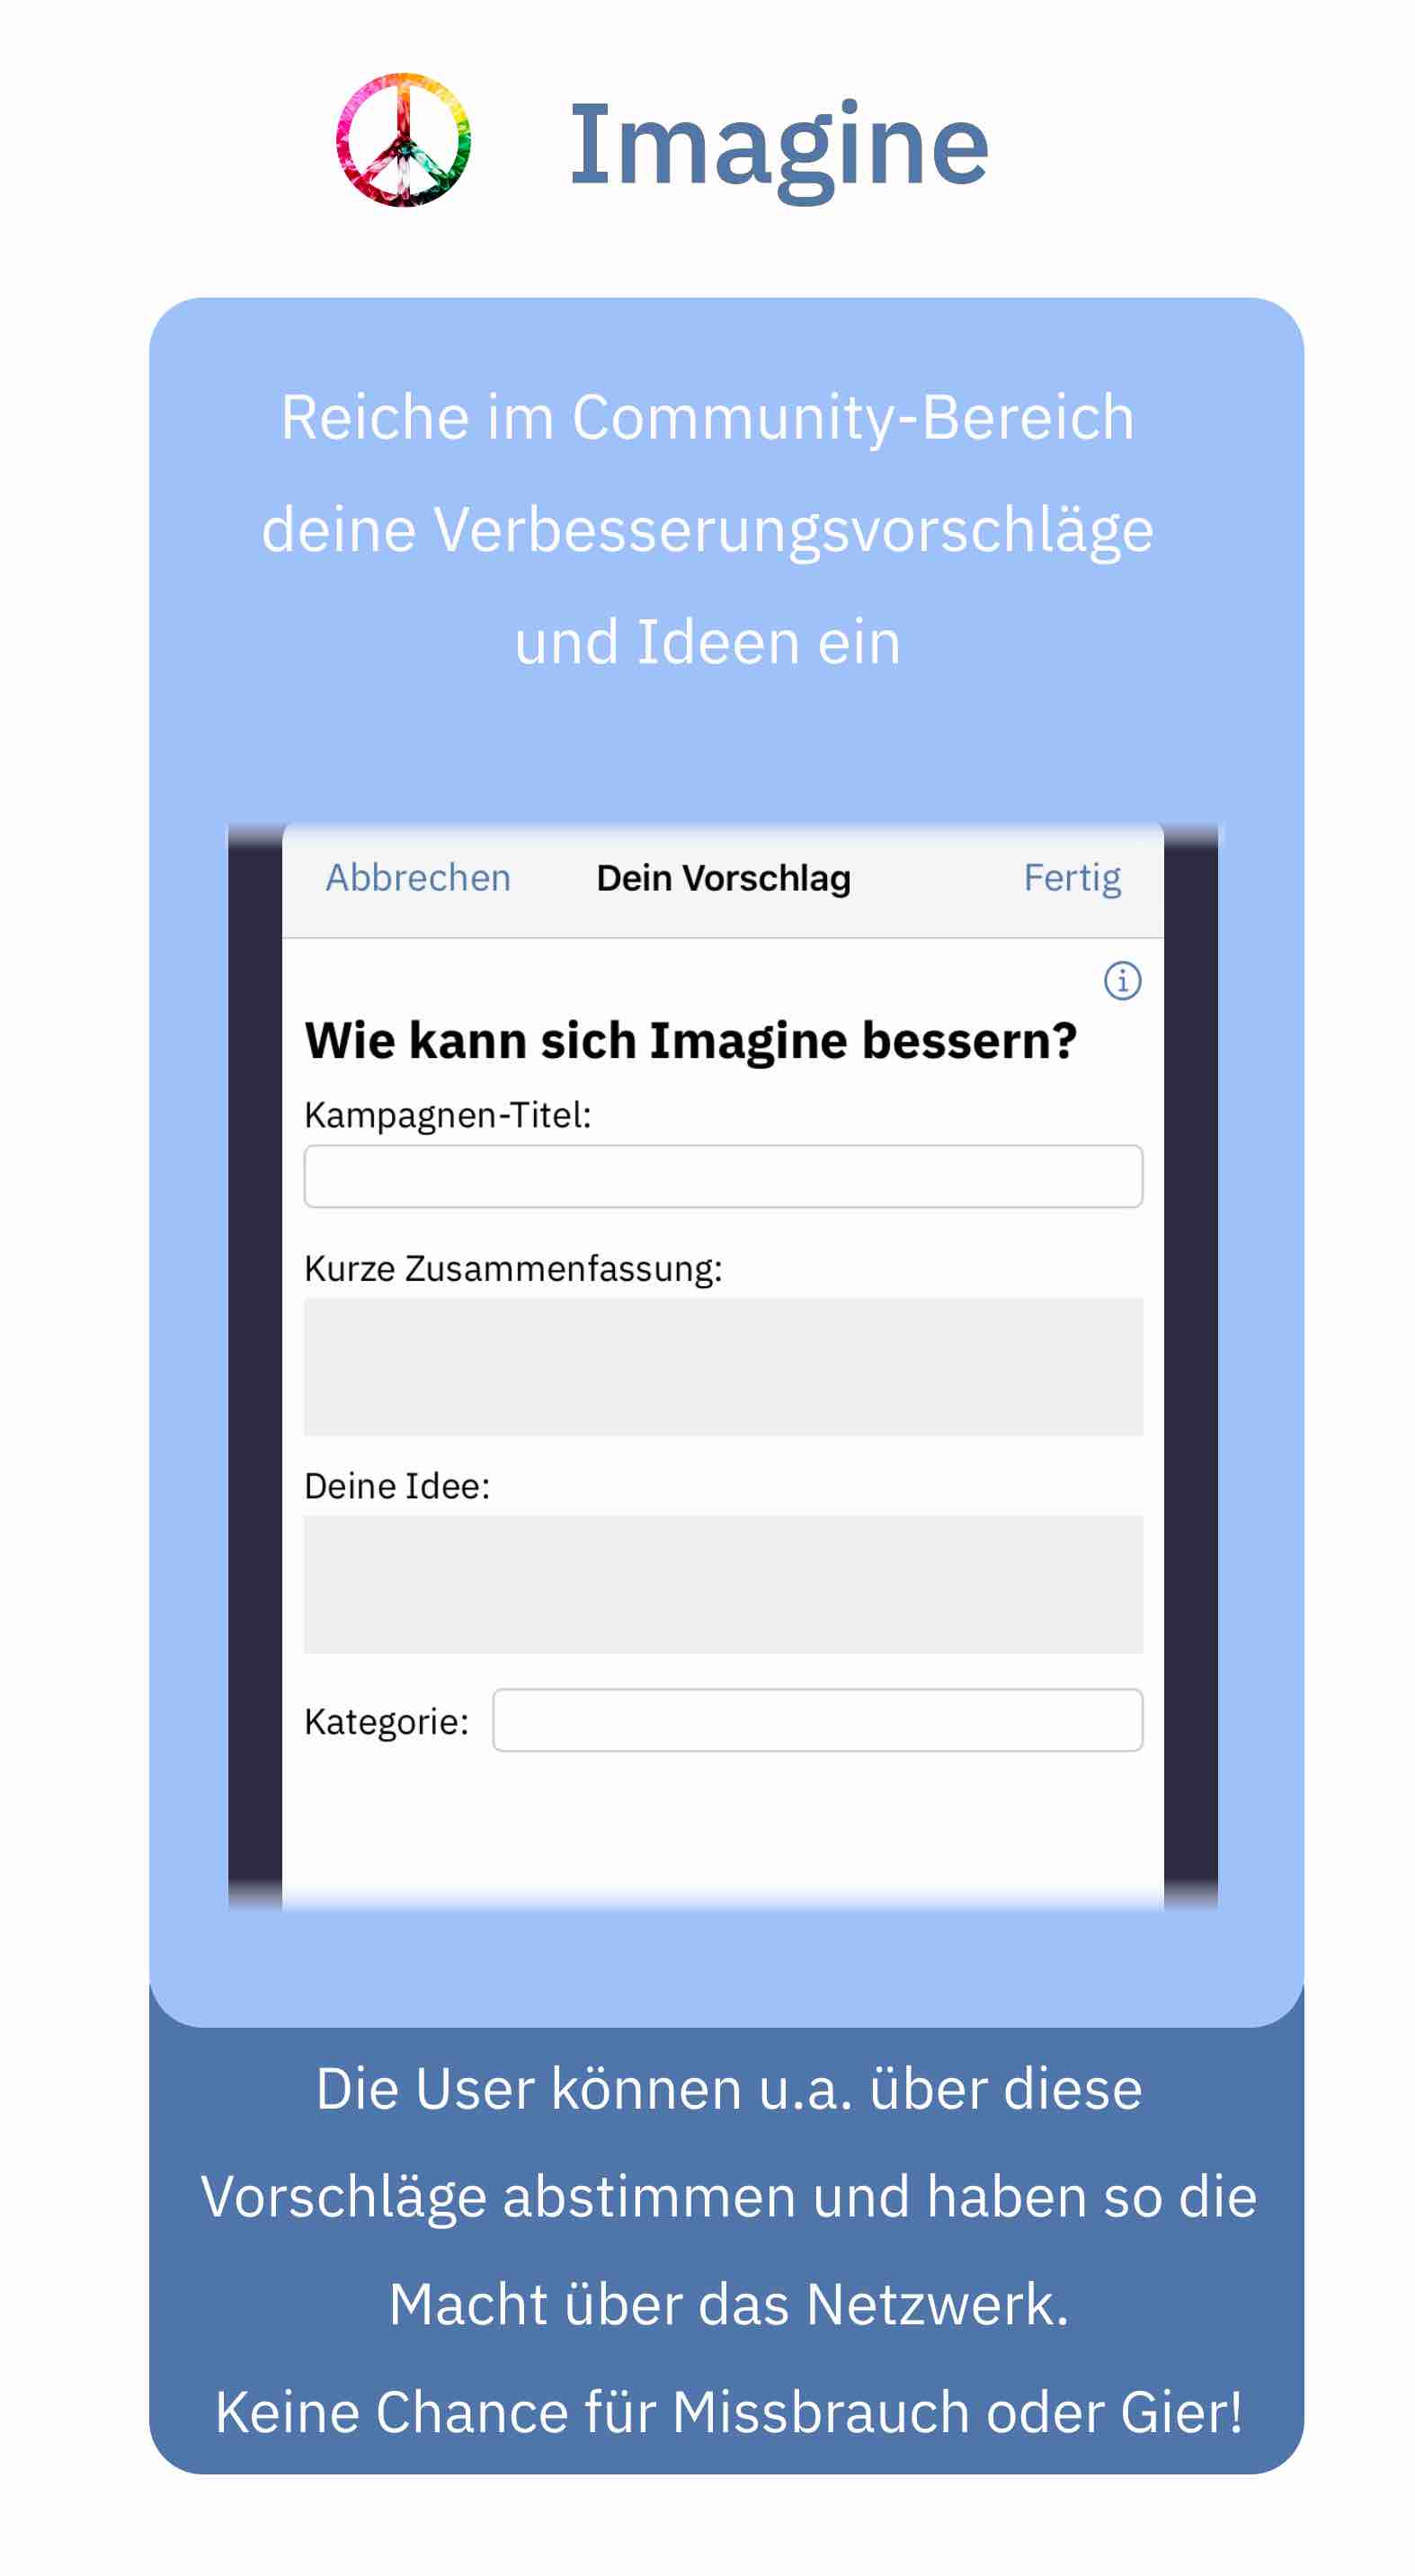 Imagine
Reiche im Community-Bereich
deine Verbesserungsvorschläge
und Ideen ein
Abbrechen Dein Vorschlag Fertig
i
Wie kann sich Imagine bessern?
Kampagnen-Titel:
Kurze Zusammenfassung:
Deine Idee:
Kategorie:
Die User können u.a. über diese
Vorschläge abstimmen und haben so die
Macht über das Netzwerk.
Keine Chance für Missbrauch oder Gier!